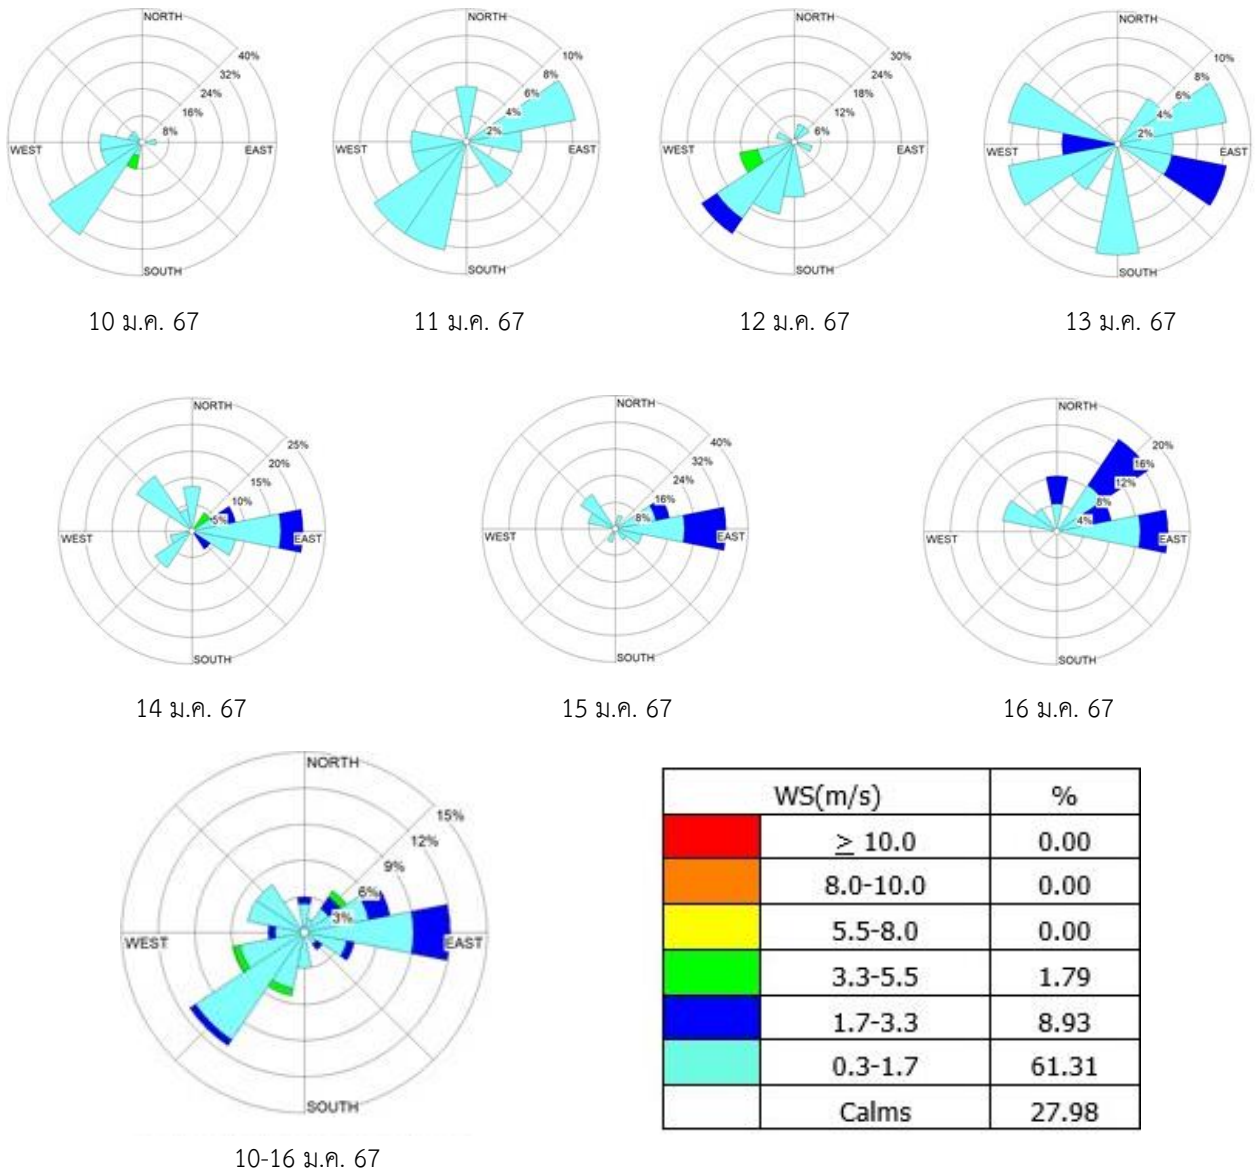 NORTH
40%
32%
24%
16%
8%
WEST
EAST
SOUTH
10 ม.ค. 67
NORTH
10%
8%
6%
4%
2%
WEST
EAST
SOUTH
11 ม.ค. 67
NORTH
30%
24%
18%
12%
6%
WEST
EAST
SOUTH
12 ม.ค. 67
NORTH
10%
8%
6%
4%
2%
WEST
EAST
SOUTH
13 ม.ค. 67
NORTH
25%
20%
15%
10%
5%
WEST
EAST
SOUTH
14 ม.ค. 67
NORTH
40%
32%
24%
16%
8%
WEST
EAST
SOUTH
15 ม.ค. 67
NORTH
20%
16%
12%
8%
4%
WEST
EAST
SOUTH
16 ม.ค. 67
NORTH
15%
12%
9%
6%
3%
WEST
EAST
SOUTH
10-16 ม.ค. 67
WS(m/s) %
≥ 10.0 0.00
8.0-10.0 0.00
5.5-8.0 0.00
3.3-5.5 1.79
1.7-3.3 8.93
0.3-1.7 61.31
Calms 27.98